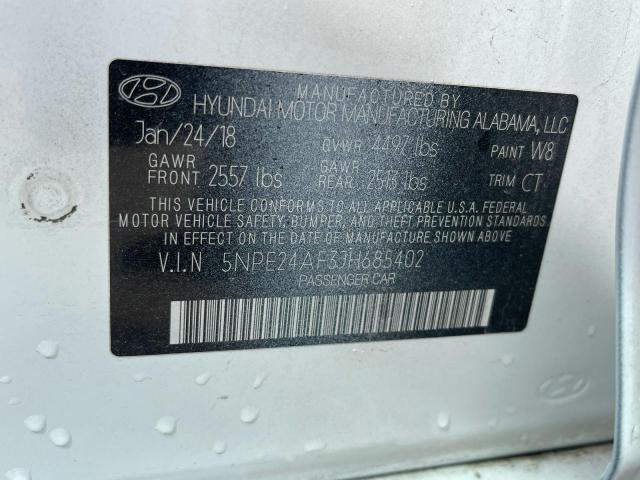 MANUFACTURED BY
HYUNDAI MOTOR MANUFACTURING ALABAMA, LLC
Jan/24/18 GVWR 4497 lbs PAINT W8
GAWR FRONT 2557 lbs GAWR REAR 2513 lbs TRIM CT
THIS VEHICLE CONFORMS TO ALL APPLICABLE U.S.A. FEDERAL
MOTOR VEHICLE SAFETY, BUMPER, AND THEFT PREVENTION STANDARDS
IN EFFECT ON THE DATE OF MANUFACTURE SHOWN ABOVE.
V.I.N 5NPE24AF3JH685402
PASSENGER CAR